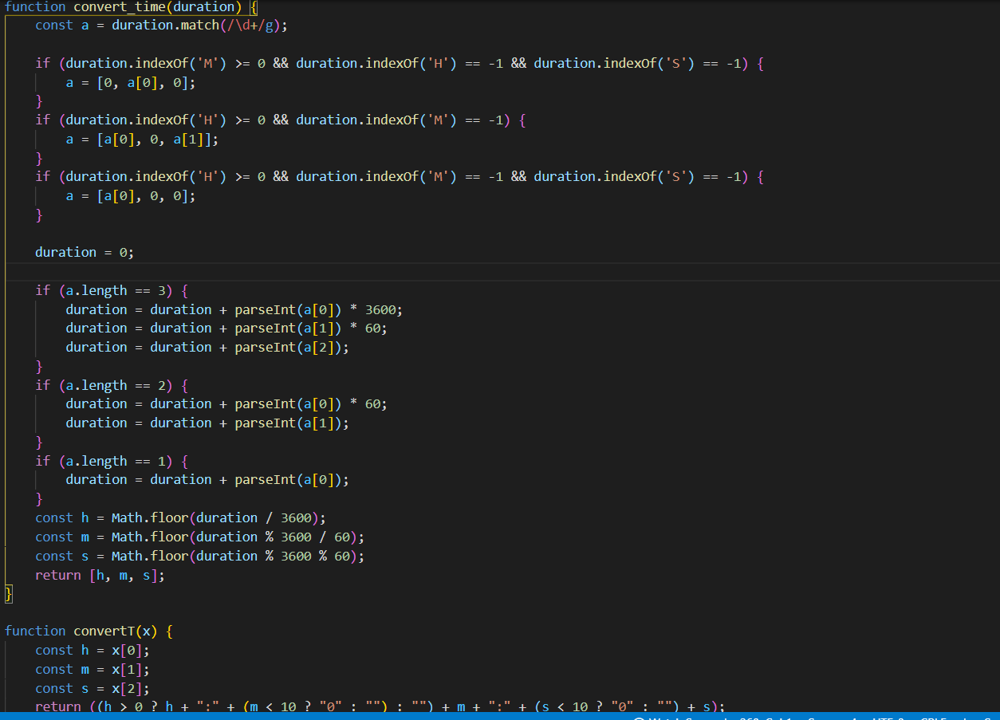 function convert_time(duration) {
    const a = duration.match(/\d+/g);
    if (duration.indexOf('M') >= 0 && duration.indexOf('H') == -1 && duration.indexOf('S') == -1) {
        a = [0, a[0], 0];
    }
    if (duration.indexOf('H') >= 0 && duration.indexOf('M') == -1) {
        a = [a[0], 0, a[1]];
    }
    if (duration.indexOf('H') >= 0 && duration.indexOf('M') == -1 && duration.indexOf('S') == -1) {
        a = [a[0], 0, 0];
    }
    duration = 0;
    if (a.length == 3) {
        duration = duration + parseInt(a[0]) * 3600;
        duration = duration + parseInt(a[1]) * 60;
        duration = duration + parseInt(a[2]);
    }
    if (a.length == 2) {
        duration = duration + parseInt(a[0]) * 60;
        duration = duration + parseInt(a[1]);
    }
    if (a.length == 1) {
        duration = duration + parseInt(a[0]);
    }
    const h = Math.floor(duration / 3600);
    const m = Math.floor(duration % 3600 / 60);
    const s = Math.floor(duration % 3600 % 60);
    return [h, m, s];
}
function convertT(x) {
    const h = x[0];
    const m = x[1];
    const s = x[2];
    return ((h > 0 ? h + ":" + (m < 10 ? "0" : "") : "") + m + ":" + (s < 10 ? "0" : "") + s);